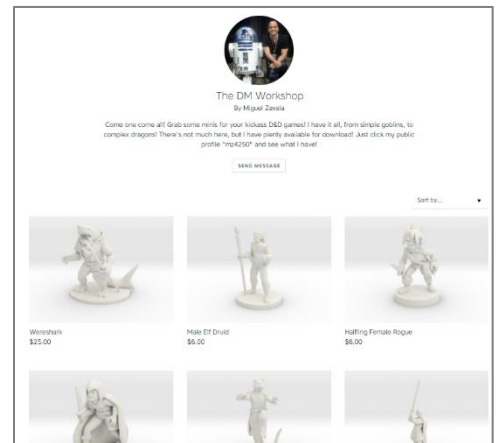 The DM Workshop
By Miguel Zavala
Come one come all! Grab some minis for your kickass D&D games! I have it all, from simple goblins, to
complex dragons! There's not much here, but I have plenty available for download! Just click my public
profile "mz4250" and see what I have!
SEND MESSAGE
Sort by...
Wereshark
$25.00
Male Elf Druid
$6.00
Halfling Female Rogue
$6.00